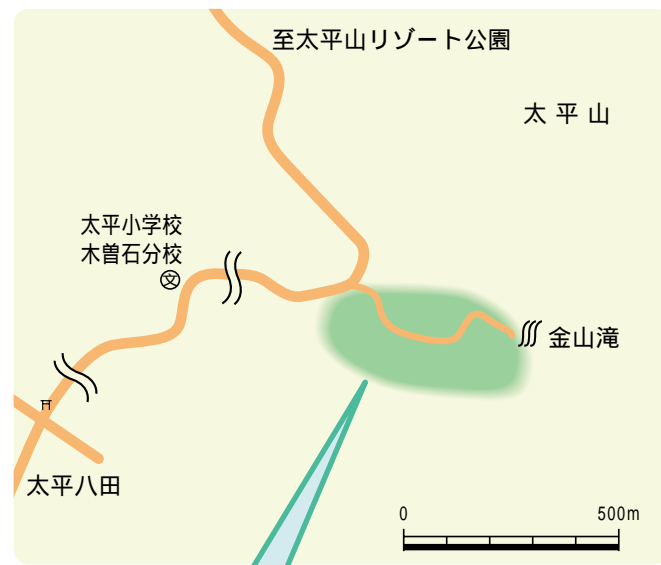 至太平山リゾート公園
太平山
太平小学校
木曽石分校
文
金山滝
太平八田
0 500m